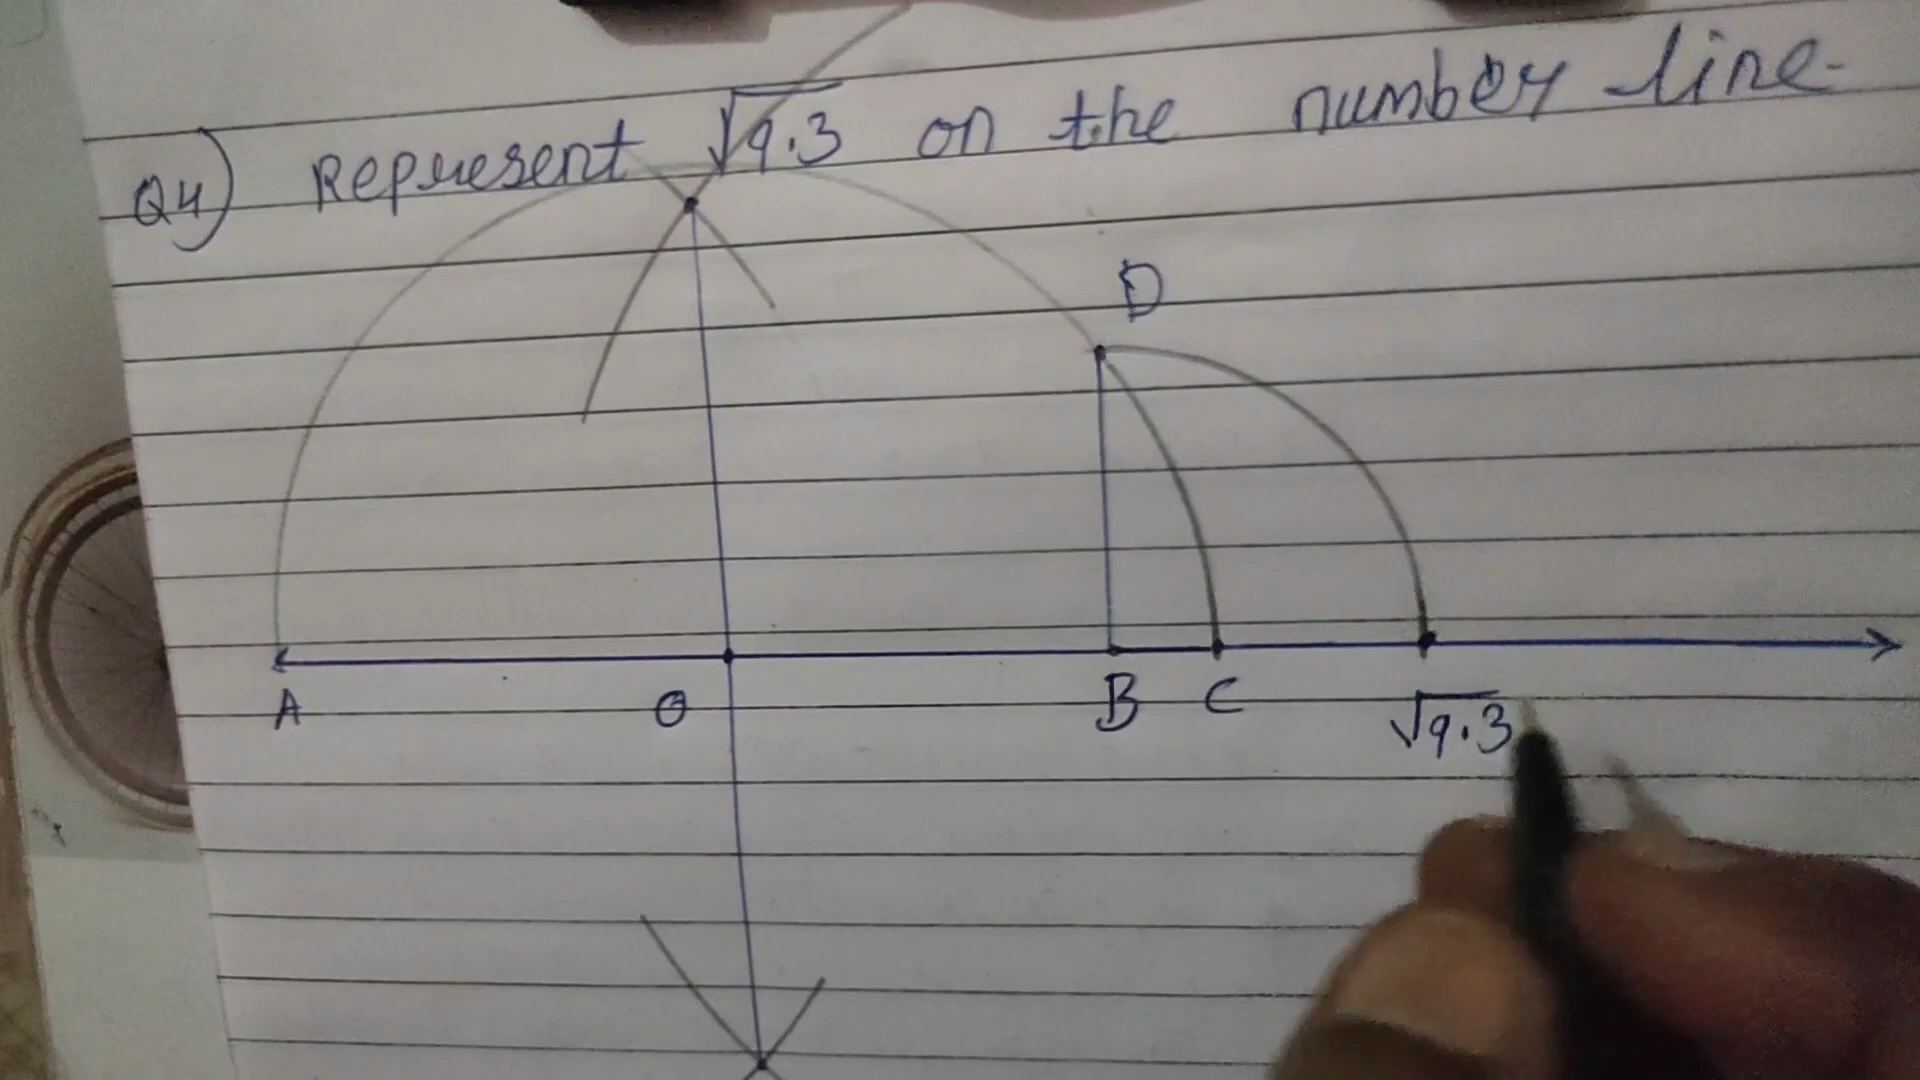 Q4) Represent √9.3 on the number line.
D
A O B C √9.3